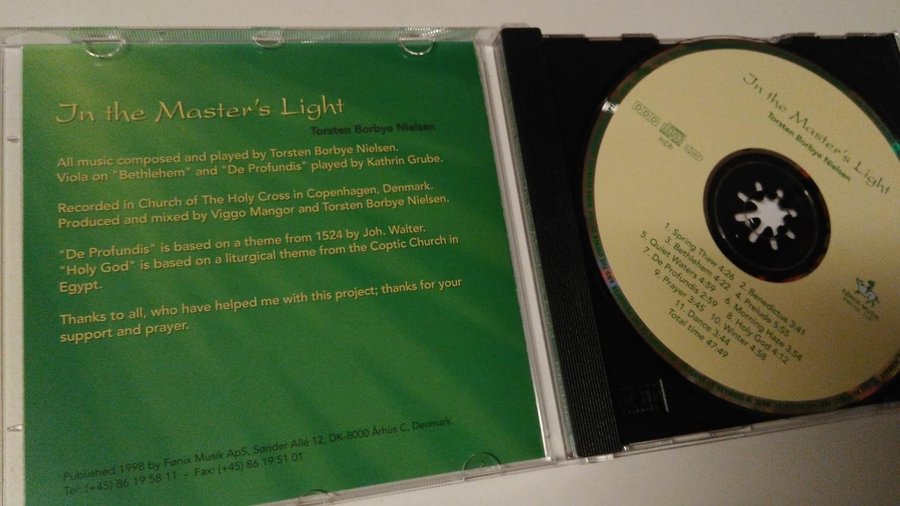 In the Master's Light
Torsten Borbye Nielsen
All music composed and played by Torsten Borbye Nielsen.
Viola on "Bethlehem" and "De Profundis" played by Kathrin Grube.
Recorded in Church of The Holy Cross in Copenhagen, Denmark.
Produced and mixed by Viggo Mangor and Torsten Borbye Nielsen.
"De Profundis" is based on a theme from 1524 by Joh. Walter.
"Holy God" is based on a liturgical theme from the Coptic Church in
Egypt.
Thanks to all, who have helped me with this project; thanks for your
support and prayer.
Published 1998 by Fønix Musik ApS, Sønder Allé 12, DK-8000 Århus C, Denmark
Tel: (+45) 86 19 58 11 - Fax: (+45) 86 19 51 01
In the Master's Light
Torsten Borbye Nielsen
DDD
1. Spring Thaw 4:26 2. Benedictus 3:41
3. Bethlehem 4:22 4. Prelude 5:55
5. Quiet Waters 4:59 6. Morning Haze 3:54
7. De Profundis 2:59 8. Holy God 4:12
9. Prayer 3:45 10. Winter 4:58
11. Dance 3:44
Total time 47:49
FØNIX MUSIK